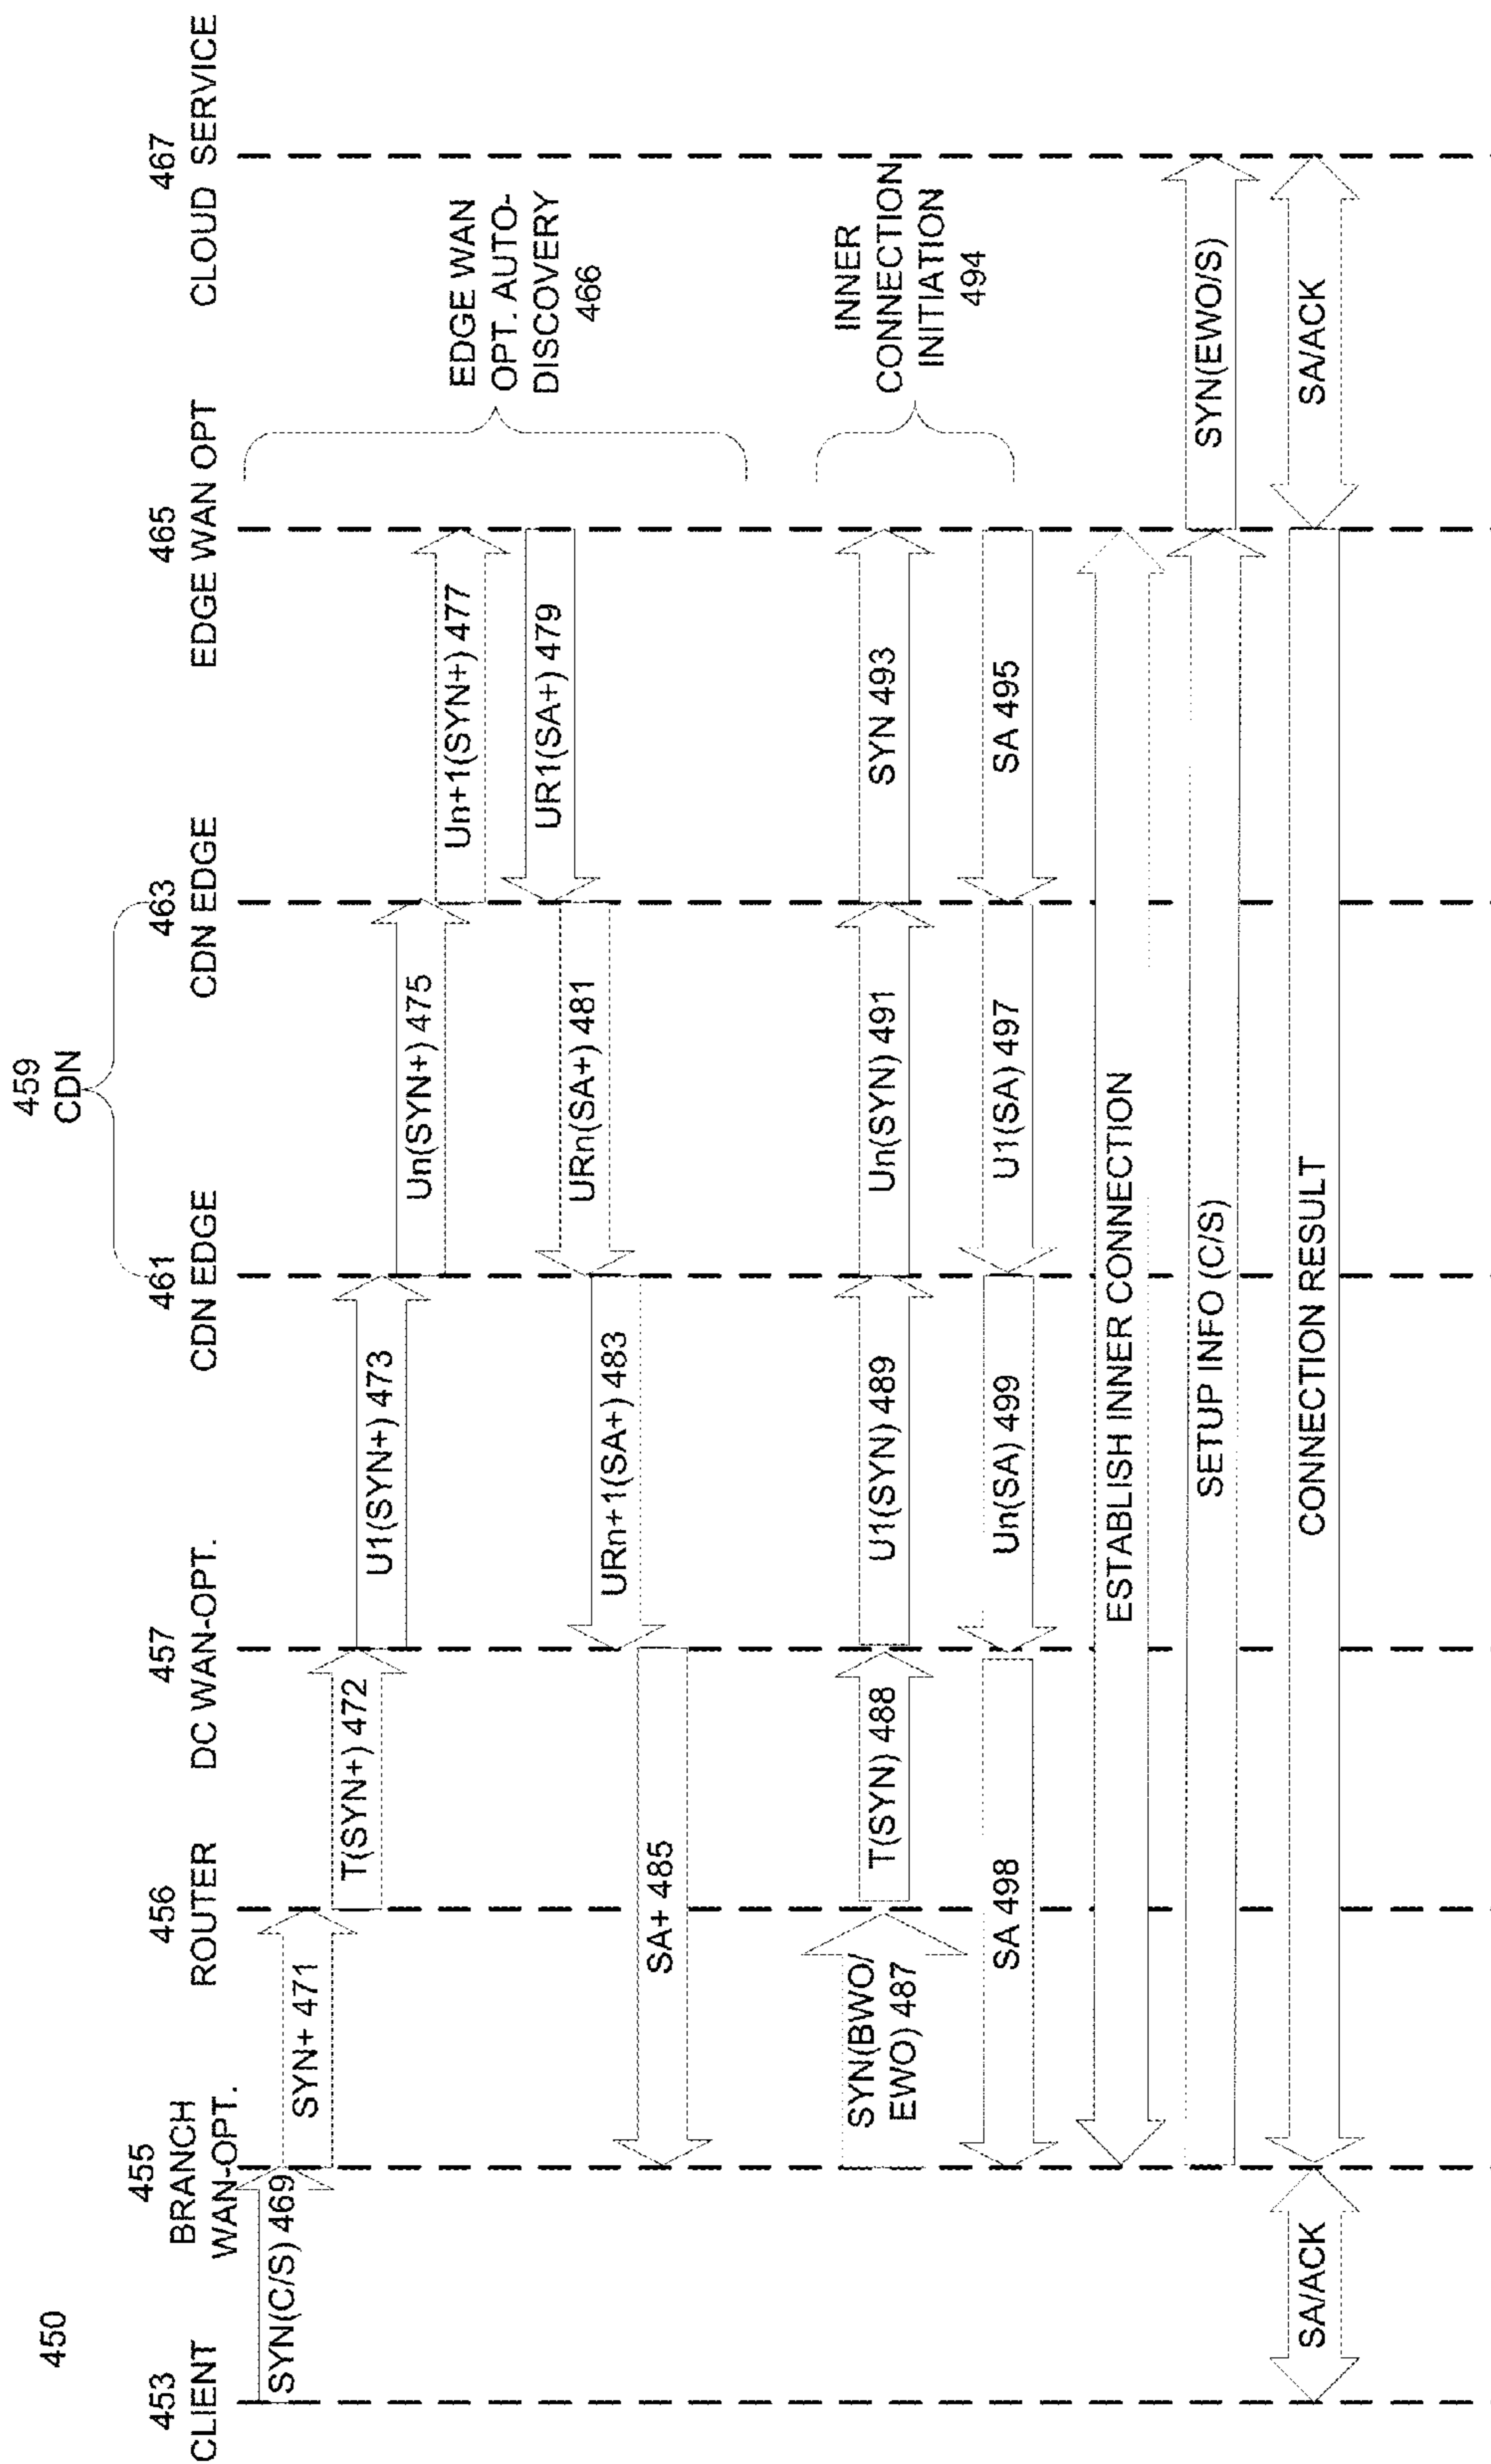 450
459
CDN
453
CLIENT
455
BRANCH
WAN-OPT.
456
ROUTER
457
DC WAN-OPT.
461
CDN EDGE
463
CDN EDGE
465
EDGE WAN OPT
467
CLOUD SERVICE
SYN(C/S) 469
SYN+ 471
T(SYN+) 472
U1(SYN+) 473
Un(SYN+) 475
Un+1(SYN+) 477
EDGE WAN
OPT. AUTO-
DISCOVERY
466
UR1(SA+) 479
URn(SA+) 481
URn+1(SA+) 483
SA+ 485
SYN(BWO/
EWO) 487
T(SYN) 488
U1(SYN) 489
Un(SYN) 491
SYN 493
INNER
CONNECTION
INITIATION
494
SA 498
Un(SA) 499
U1(SA) 497
SA 495
ESTABLISH INNER CONNECTION
SETUP INFO (C/S)
SYN(EWO/S)
SA/ACK
CONNECTION RESULT
SA/ACK